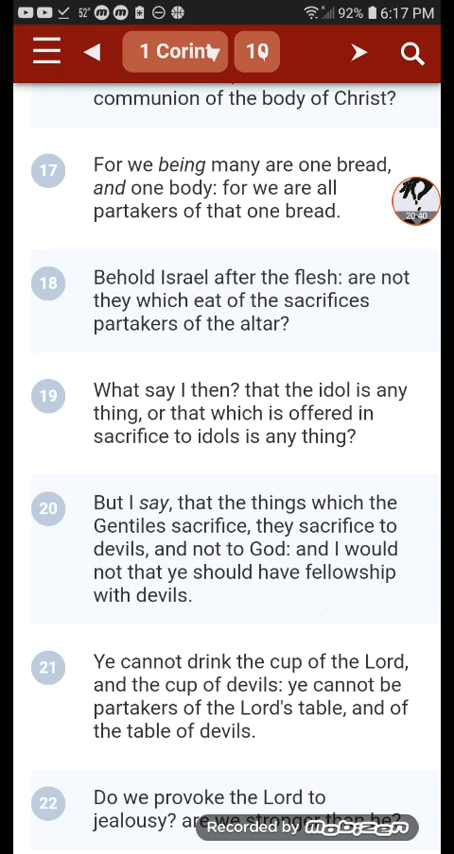 52° 92% 6:17 PM
1 Corint 10
communion of the body of Christ?
17 For we being many are one bread,
and one body: for we are all
partakers of that one bread.
20:40
18 Behold Israel after the flesh: are not
they which eat of the sacrifices
partakers of the altar?
19 What say I then? that the idol is any
thing, or that which is offered in
sacrifice to idols is any thing?
20 But I say, that the things which the
Gentiles sacrifice, they sacrifice to
devils, and not to God: and I would
not that ye should have fellowship
with devils.
21 Ye cannot drink the cup of the Lord,
and the cup of devils: ye cannot be
partakers of the Lord's table, and of
the table of devils.
22 Do we provoke the Lord to
jealousy? are we stronger than he?
Recorded by mobizen